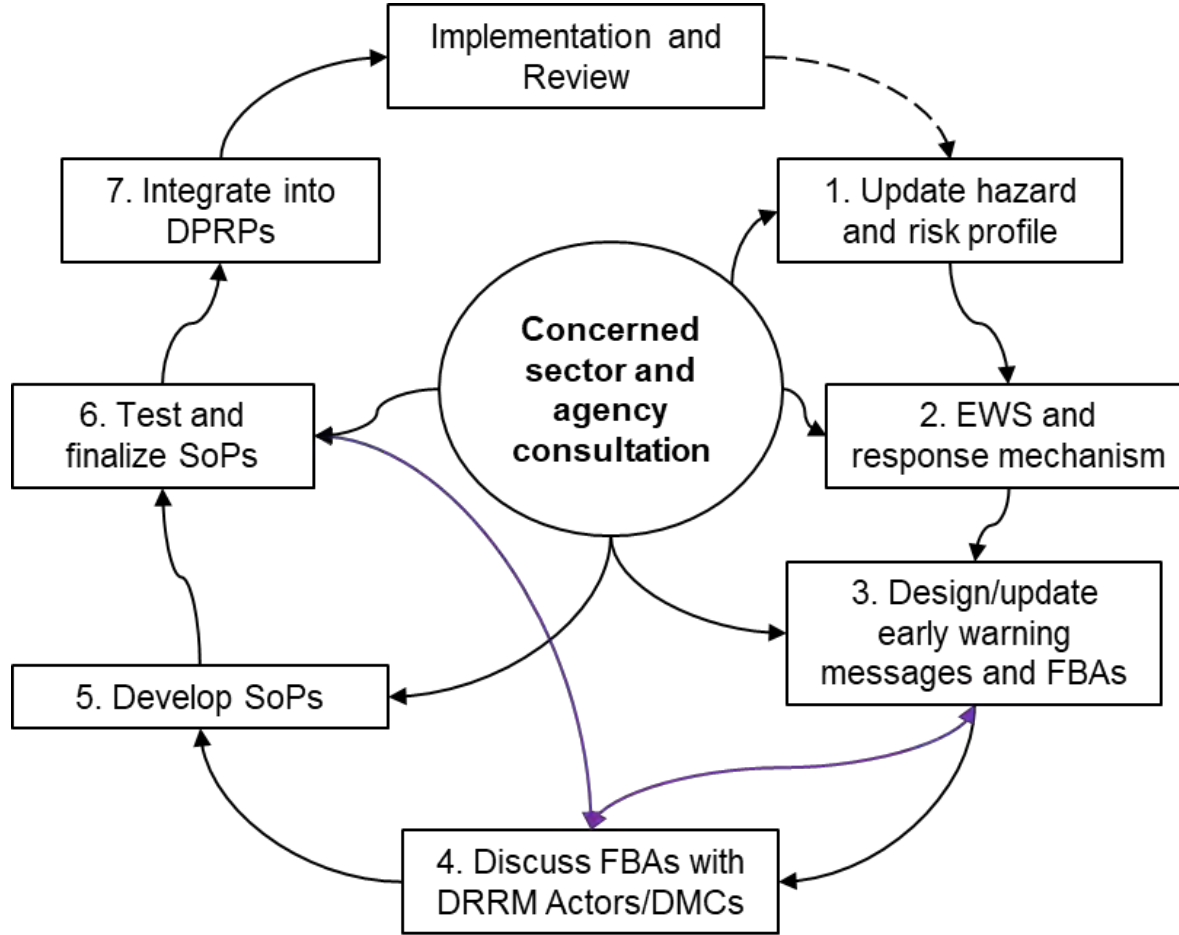 Implementation and
Review
1. Update hazard
and risk profile
2. EWS and
response mechanism
3. Design/update
early warning
messages and FBAs
4. Discuss FBAs with
DRRM Actors/DMCs
5. Develop SoPs
6. Test and
finalize SoPs
7. Integrate into
DPRPs
Concerned
sector and
agency
consultation